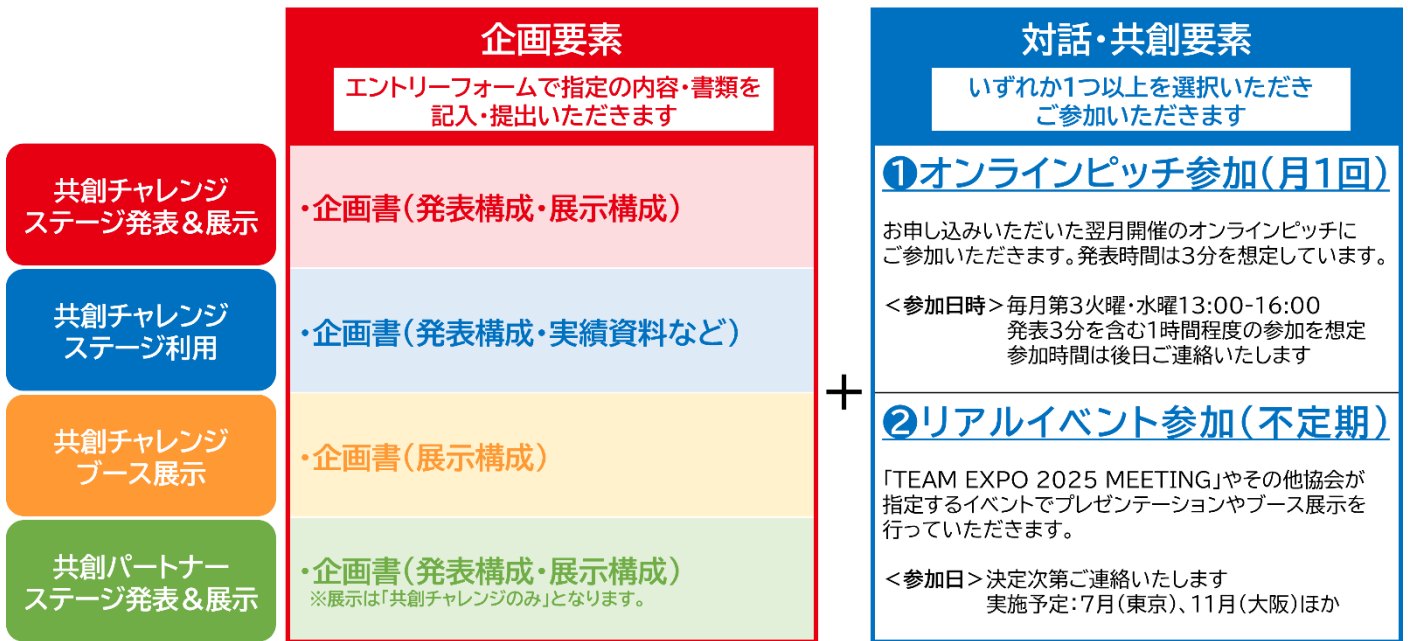 企画要素
エントリーフォームで指定の内容・書類を
記入・提出いただきます
対話・共創要素
いずれか1つ以上を選択いただき
ご参加いただきます
共創チャレンジ
ステージ発表&展示
・企画書(発表構成・展示構成)
共創チャレンジ
ステージ利用
・企画書(発表構成・実績資料など)
共創チャレンジ
ブース展示
・企画書(展示構成)
共創パートナー
ステージ発表&展示
・企画書(発表構成・展示構成)
※展示は「共創チャレンジのみ」となります。
+
❶オンラインピッチ参加(月1回)
お申し込みいただいた翌月開催のオンラインピッチに
ご参加いただきます。発表時間は3分を想定しています。
<参加日時>毎月第3火曜・水曜13:00-16:00
発表3分を含む1時間程度の参加を想定
参加時間は後日ご連絡いたします
❷リアルイベント参加(不定期)
「TEAM EXPO 2025 MEETING」やその他協会が
指定するイベントでプレゼンテーションやブース展示を
行っていただきます。
<参加日>決定次第ご連絡いたします
実施予定:7月(東京)、11月(大阪)ほか